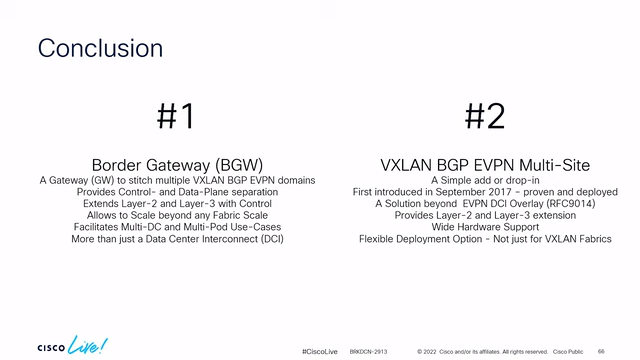 Conclusion
#1
Border Gateway (BGW)
A Gateway (GW) to stitch multiple VXLAN BGP EVPN domains
Provides Control- and Data-Plane separation
Extends Layer-2 and Layer-3 with Control
Allows to Scale beyond any Fabric Scale
Facilitates Multi-DC and Multi-Pod Use-Cases
More than just a Data Center Interconnect (DCI)
#2
VXLAN BGP EVPN Multi-Site
A Simple add or drop-in
First introduced in September 2017 – proven and deployed
A Solution beyond EVPN DCI Overlay (RFC9014)
Provides Layer-2 and Layer-3 extension
Wide Hardware Support
Flexible Deployment Option - Not just for VXLAN Fabrics
CISCO Live!
#CiscoLive BRKDCN-2913 © 2022 Cisco and/or its affiliates. All rights reserved. Cisco Public 66